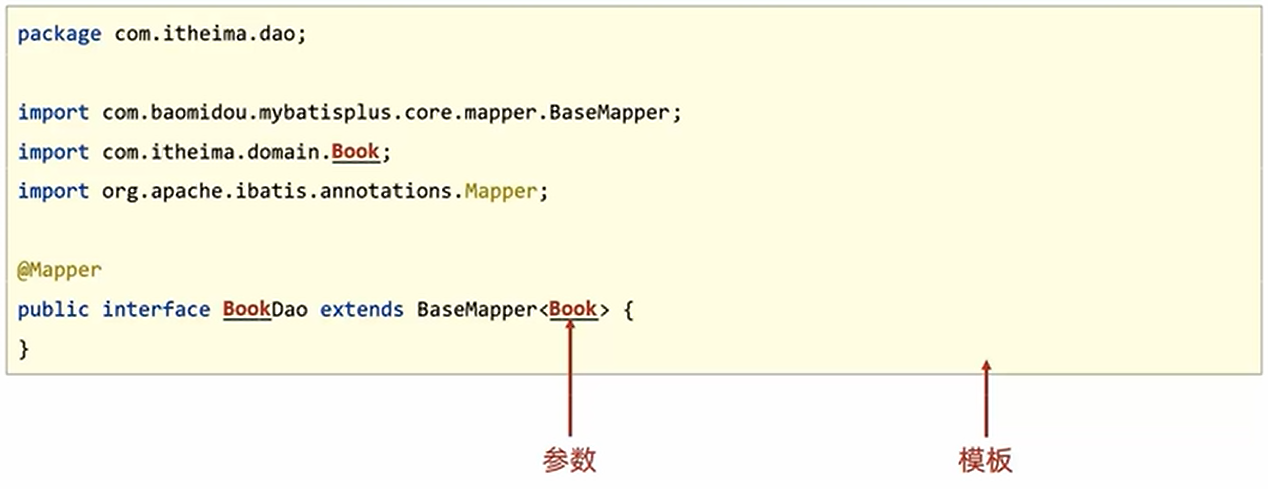 package com.itheima.dao;
import com.baomidou.mybatisplus.core.mapper.BaseMapper;
import com.itheima.domain.Book;
import org.apache.ibatis.annotations.Mapper;
@Mapper
public interface BookDao extends BaseMapper<Book> {
}
参数
模板